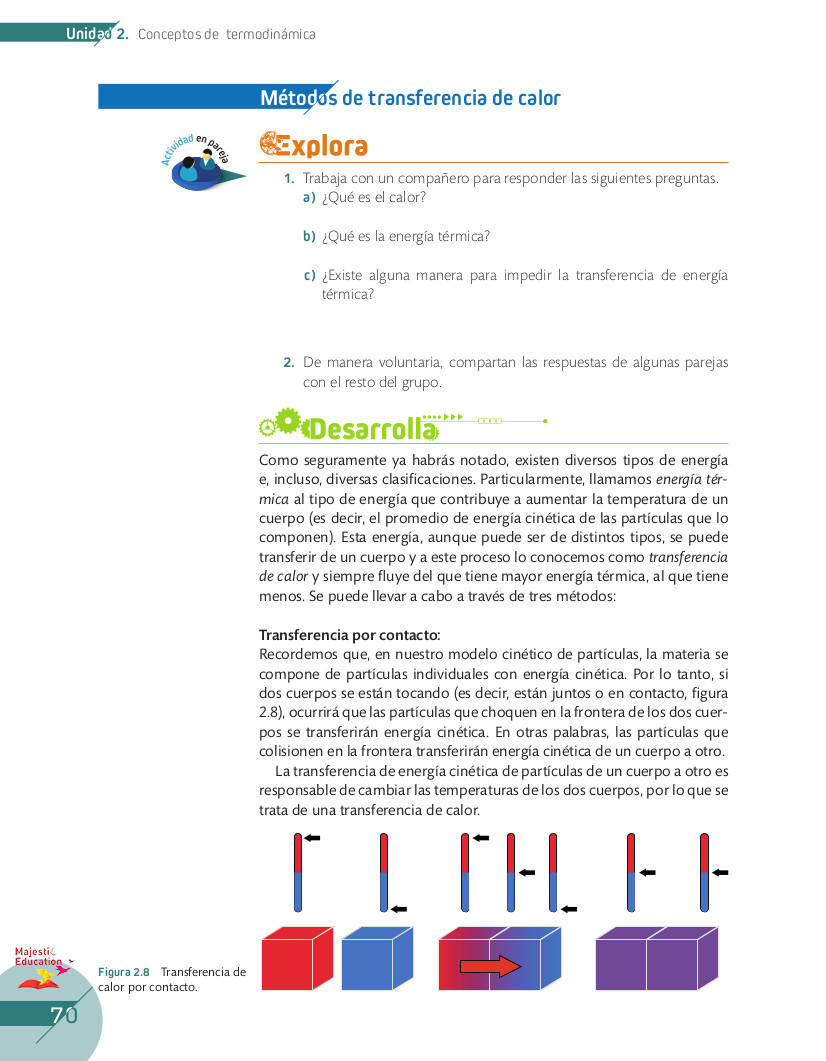 Unidad 2. Conceptos de termodinámica
Métodos de transferencia de calor
Actividad en pareja
Explora
1. Trabaja con un compañero para responder las siguientes preguntas.
a) ¿Qué es el calor?
b) ¿Qué es la energía térmica?
c) ¿Existe alguna manera para impedir la transferencia de energía
térmica?
2. De manera voluntaria, compartan las respuestas de algunas parejas
con el resto del grupo.
Desarrolla
Como seguramente ya habrás notado, existen diversos tipos de energía
e, incluso, diversas clasificaciones. Particularmente, llamamos energía tér-
mica al tipo de energía que contribuye a aumentar la temperatura de un
cuerpo (es decir, el promedio de energía cinética de las partículas que lo
componen). Esta energía, aunque puede ser de distintos tipos, se puede
transferir de un cuerpo y a este proceso lo conocemos como transferencia
de calor y siempre fluye del que tiene mayor energía térmica, al que tiene
menos. Se puede llevar a cabo a través de tres métodos:
Transferencia por contacto:
Recordemos que, en nuestro modelo cinético de partículas, la materia se
compone de partículas individuales con energía cinética. Por lo tanto, si
dos cuerpos se están tocando (es decir, están juntos o en contacto, figura
2.8), ocurrirá que las partículas que choquen en la frontera de los dos cuer-
pos se transferirán energía cinética. En otras palabras, las partículas que
colisionen en la frontera transferirán energía cinética de un cuerpo a otro.
La transferencia de energía cinética de partículas de un cuerpo a otro es
responsable de cambiar las temperaturas de los dos cuerpos, por lo que se
trata de una transferencia de calor.
Majestic
Education
Figura 2.8 Transferencia de
calor por contacto.
70